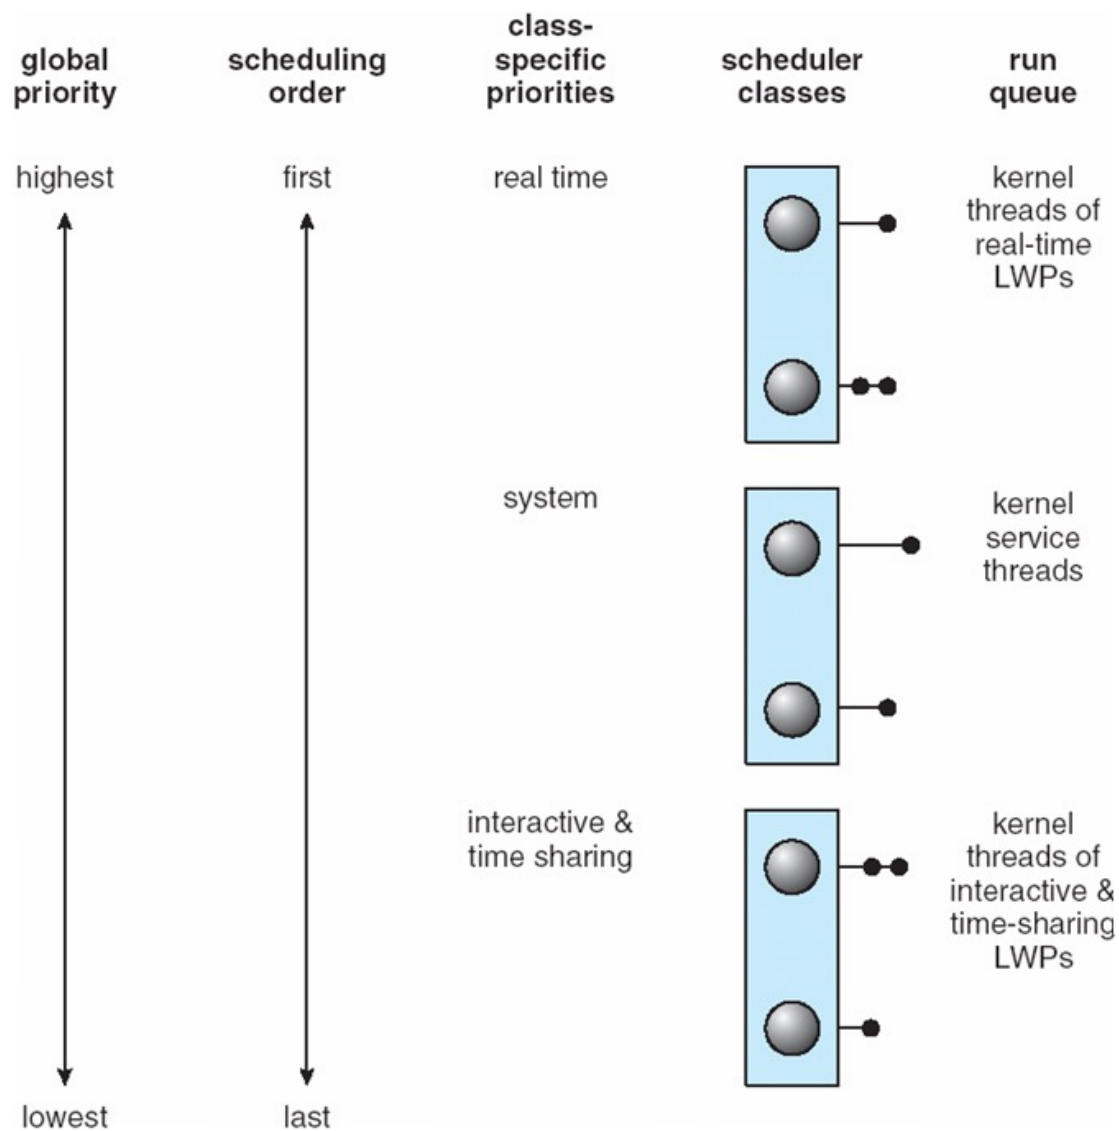 global
priority
scheduling
order
class-
specific
priorities
scheduler
classes
run
queue
highest
first
real time
kernel
threads of
real-time
LWPs
system
kernel
service
threads
interactive &
time sharing
kernel
threads of
interactive &
time-sharing
LWPs
lowest
last